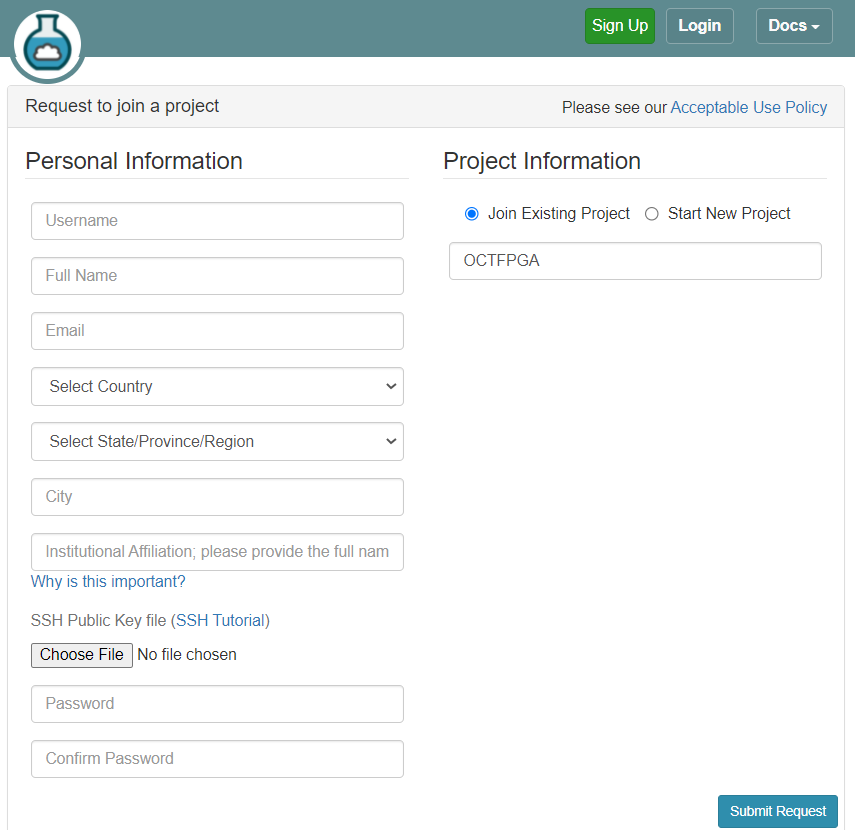 Sign Up
Login
Docs
Request to join a project
Please see our Acceptable Use Policy
Personal Information
Username
Full Name
Email
Select Country
Select State/Province/Region
City
Institutional Affiliation; please provide the full nam
Why is this important?
SSH Public Key file (SSH Tutorial)
Choose File No file chosen
Password
Confirm Password
Project Information
Join Existing Project
Start New Project
OCTFPGA
Submit Request